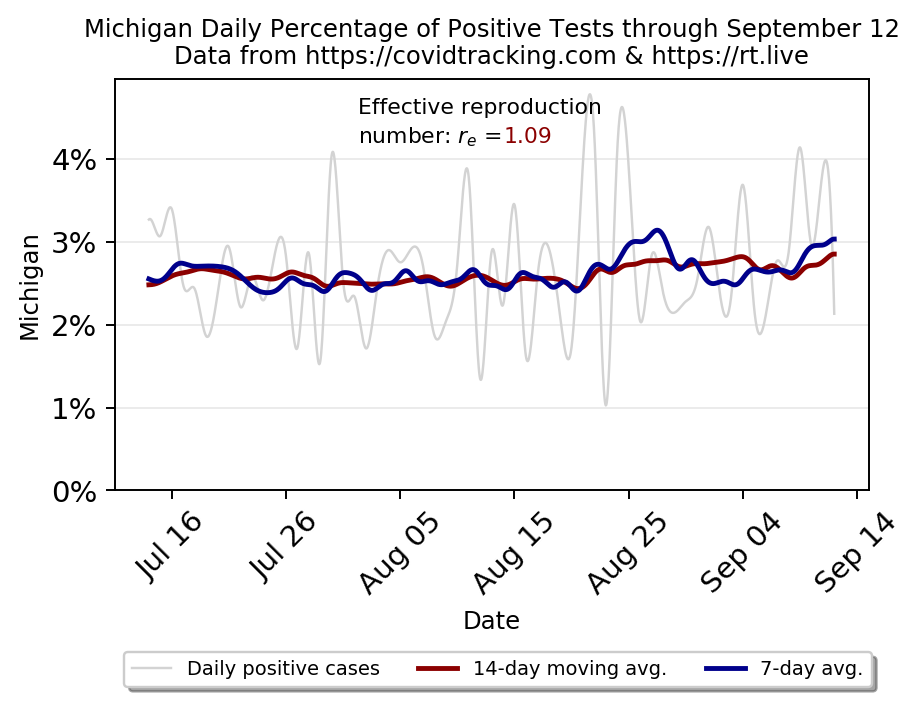 Michigan Daily Percentage of Positive Tests through September 12
Data from https://covidtracking.com & https://rt.live
Effective reproduction
number: rₑ =1.09
4%
3%
2%
1%
0%
Michigan
Jul 16
Jul 26
Aug 05
Aug 15
Aug 25
Sep 04
Sep 14
Date
Daily positive cases
14-day moving avg.
7-day avg.